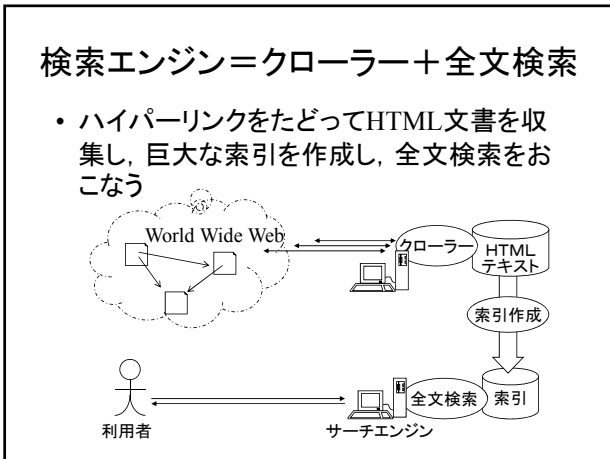 検索エンジン＝クローラー＋全文検索
• ハイパーリンクをたどってHTML文書を収
集し，巨大な索引を作成し，全文検索をお
こなう
World Wide Web
クローラー
HTML
テキスト
索引作成
全文検索
索引
利用者
サーチエンジン